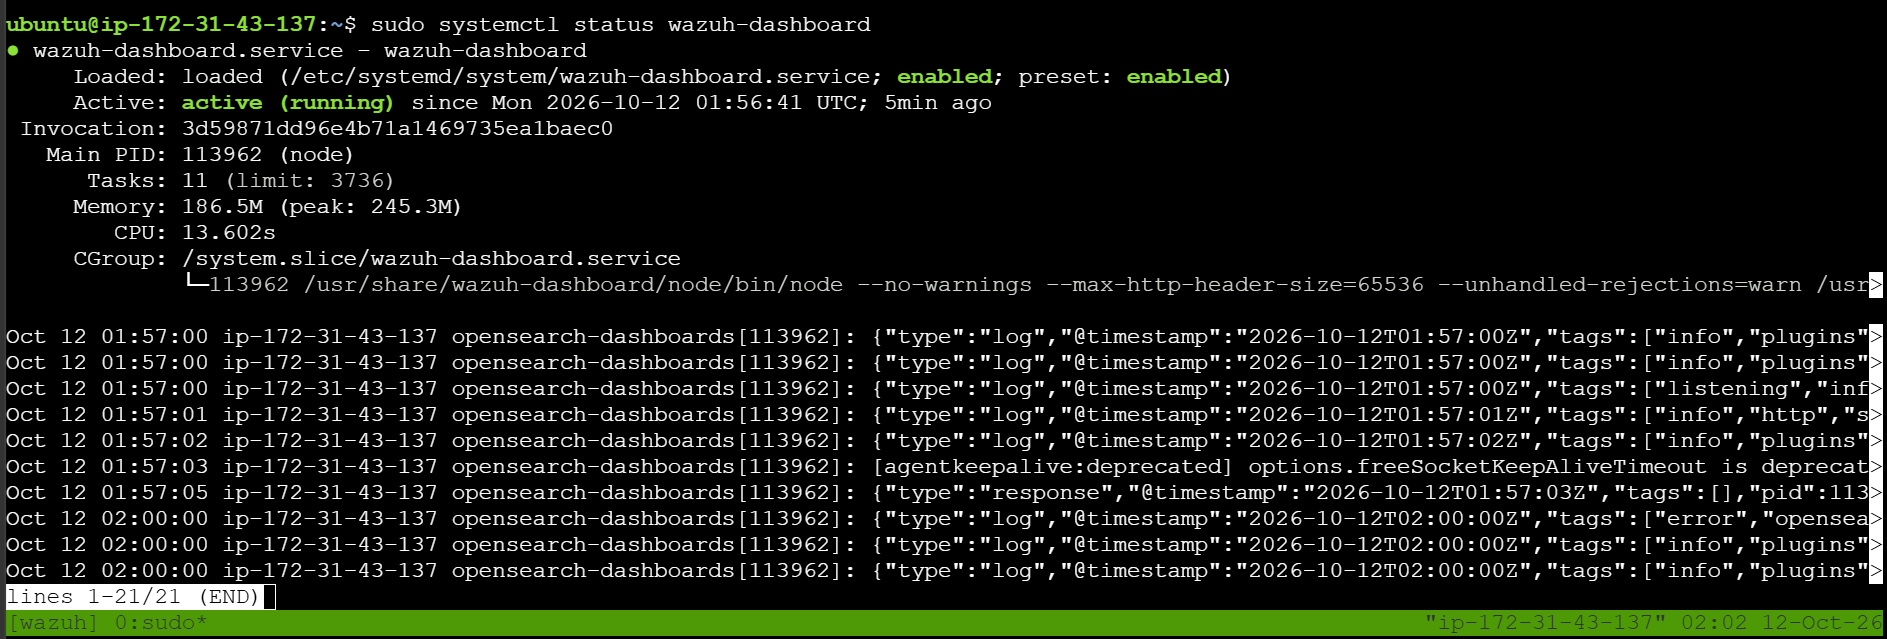 ubuntu@ip-172-31-43-137:~$ sudo systemctl status wazuh-dashboard
● wazuh-dashboard.service - wazuh-dashboard
     Loaded: loaded (/etc/systemd/system/wazuh-dashboard.service; enabled; preset: enabled)
     Active: active (running) since Mon 2026-10-12 01:56:41 UTC; 5min ago
 Invocation: 3d59871dd96e4b71a1469735ea1baec0
   Main PID: 113962 (node)
      Tasks: 11 (limit: 3736)
     Memory: 186.5M (peak: 245.3M)
        CPU: 13.602s
     CGroup: /system.slice/wazuh-dashboard.service
             └─113962 /usr/share/wazuh-dashboard/node/bin/node --no-warnings --max-http-header-size=65536 --unhandled-rejections=warn /usr>
Oct 12 01:57:00 ip-172-31-43-137 opensearch-dashboards[113962]: {"type":"log","@timestamp":"2026-10-12T01:57:00Z","tags":["info","plugins">
Oct 12 01:57:00 ip-172-31-43-137 opensearch-dashboards[113962]: {"type":"log","@timestamp":"2026-10-12T01:57:00Z","tags":["info","plugins">
Oct 12 01:57:00 ip-172-31-43-137 opensearch-dashboards[113962]: {"type":"log","@timestamp":"2026-10-12T01:57:00Z","tags":["listening","inf>
Oct 12 01:57:01 ip-172-31-43-137 opensearch-dashboards[113962]: {"type":"log","@timestamp":"2026-10-12T01:57:01Z","tags":["info","http","s>
Oct 12 01:57:02 ip-172-31-43-137 opensearch-dashboards[113962]: {"type":"log","@timestamp":"2026-10-12T01:57:02Z","tags":["info","plugins">
Oct 12 01:57:03 ip-172-31-43-137 opensearch-dashboards[113962]: [agentkeepalive:deprecated] options.freeSocketKeepAliveTimeout is deprecat>
Oct 12 01:57:05 ip-172-31-43-137 opensearch-dashboards[113962]: {"type":"response","@timestamp":"2026-10-12T01:57:03Z","tags":[],"pid":113>
Oct 12 02:00:00 ip-172-31-43-137 opensearch-dashboards[113962]: {"type":"log","@timestamp":"2026-10-12T02:00:00Z","tags":["error","opensea>
Oct 12 02:00:00 ip-172-31-43-137 opensearch-dashboards[113962]: {"type":"log","@timestamp":"2026-10-12T02:00:00Z","tags":["info","plugins">
Oct 12 02:00:00 ip-172-31-43-137 opensearch-dashboards[113962]: {"type":"log","@timestamp":"2026-10-12T02:00:00Z","tags":["info","plugins">
lines 1-21/21 (END)
[wazuh] 0:sudo* "ip-172-31-43-137" 02:02 12-Oct-26